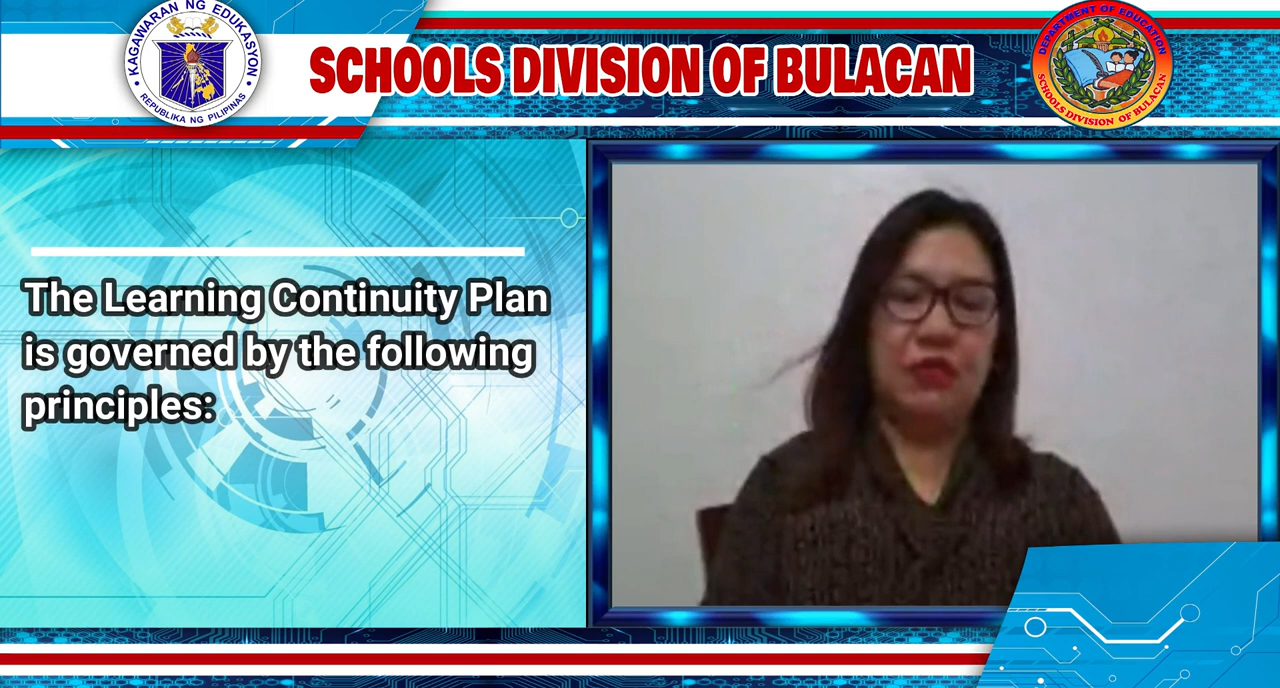 KAGAWARAN NG EDUKASYON
REPUBLIKA NG PILIPINAS
SCHOOLS DIVISION OF BULACAN
DEPARTMENT OF EDUCATION
SCHOOLS DIVISION OF BULACAN
The Learning Continuity Plan
is governed by the following
principles: